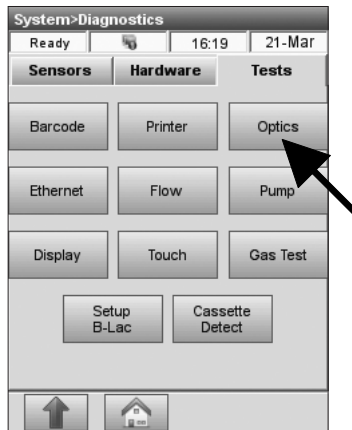 System>Diagnostics
Ready 16:19 21-Mar
Sensors Hardware Tests
Barcode Printer Optics
Ethernet Flow Pump
Display Touch Gas Test
Setup B-Lac
Cassette Detect